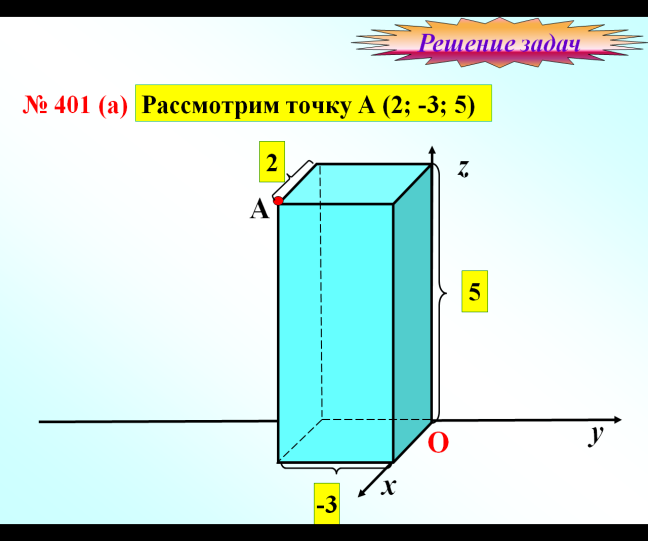 Решение задач
№ 401 (а) Рассмотрим точку А (2; -3; 5)
2
z
А
5
О
y
x
-3